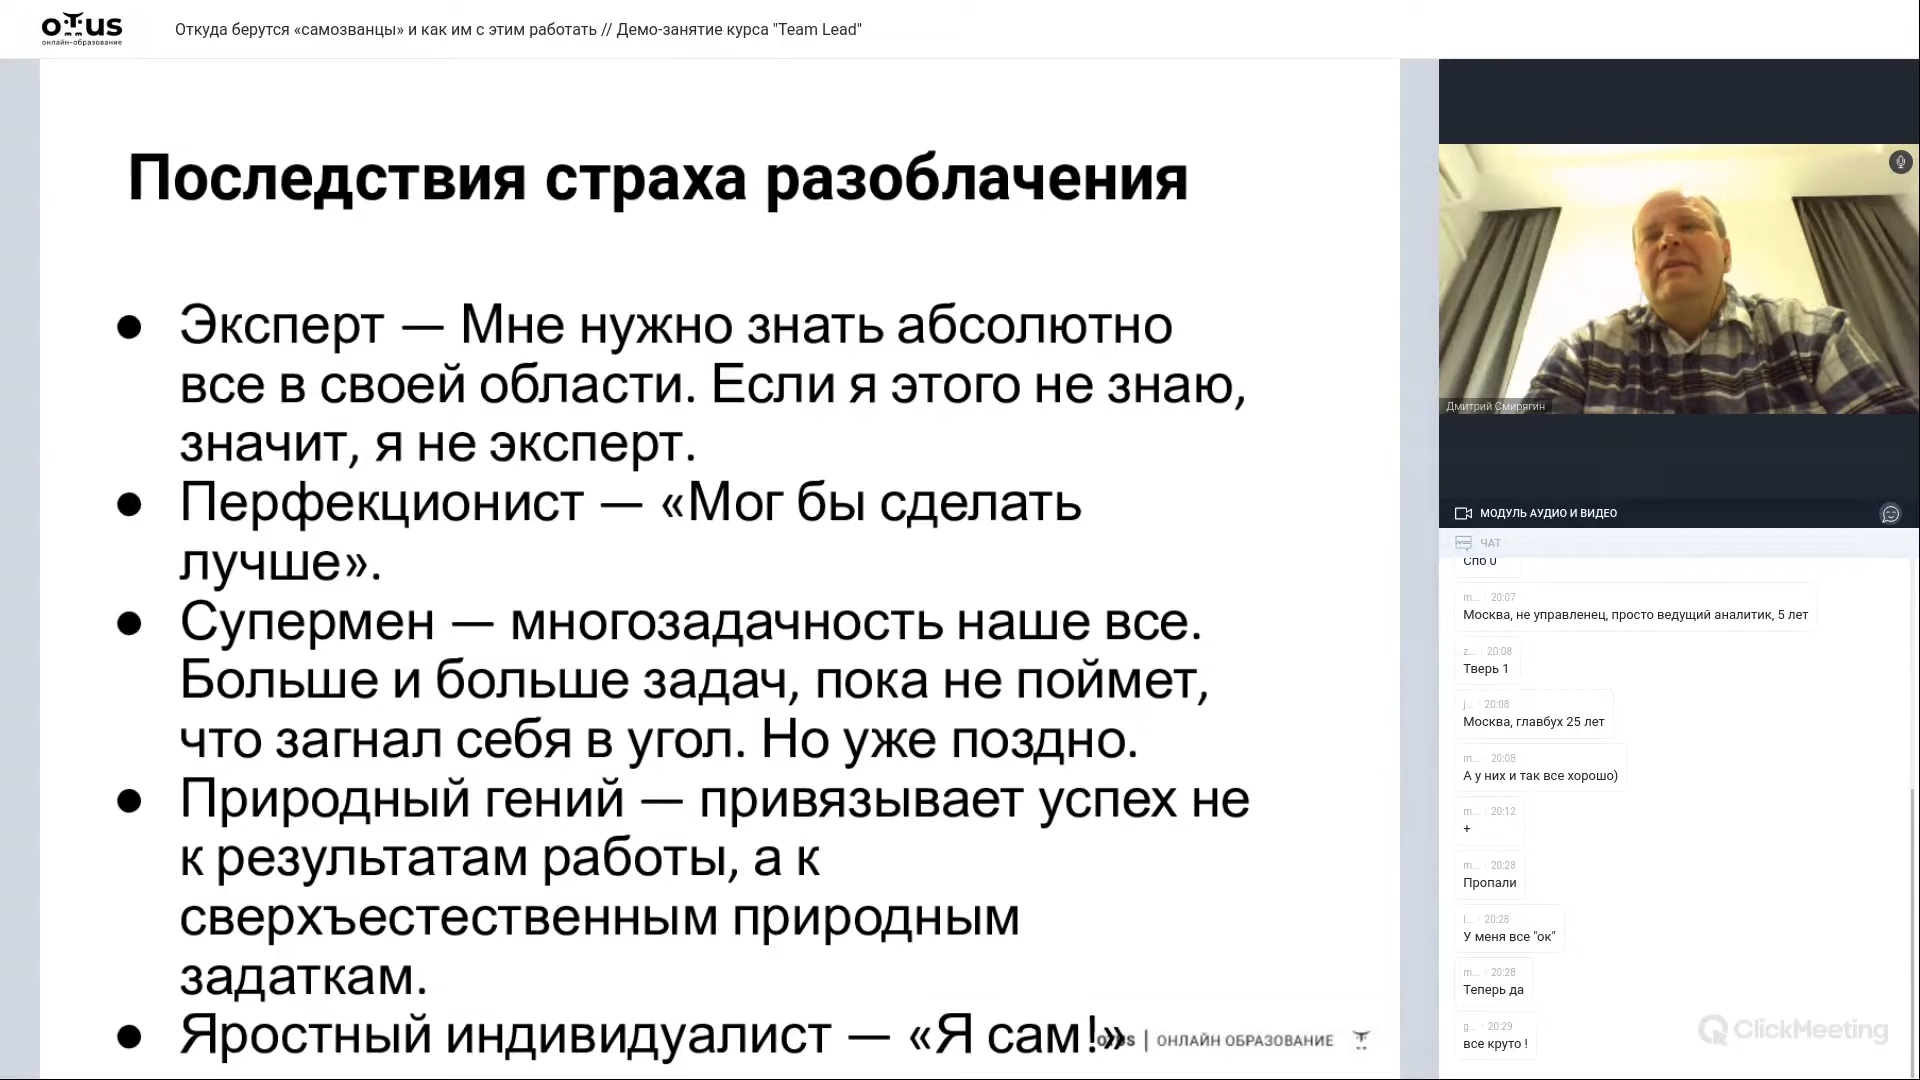 OTUS
онлайн-образование
Откуда берутся «самозванцы» и как им с этим работать // Демо-занятие курса "Team Lead"
Последствия страха разоблачения
● Эксперт — Мне нужно знать абсолютно
все в своей области. Если я этого не знаю,
значит, я не эксперт.
● Перфекционист — «Мог бы сделать
лучше».
● Супермен — многозадачность наше все.
Больше и больше задач, пока не поймет,
что загнал себя в угол. Но уже поздно.
● Природный гений — привязывает успех не
к результатам работы, а к
сверхъестественным природным
задаткам.
● Яростный индивидуалист — «Я сам!»
ОНЛАЙН ОБРАЗОВАНИЕ
Дмитрий Смирягин
МОДУЛЬ АУДИО И ВИДЕО
ЧАТ
Спб 0
m... 20:07
Москва, не управленец, просто ведущий аналитик, 5 лет
z... 20:08
Тверь 1
j... 20:08
Москва, главбух 25 лет
m... 20:08
А у них и так все хорошо)
m... 20:12
+
m... 20:28
Пропали
l... 20:28
У меня все "ок"
m... 20:28
Теперь да
g... 20:29
все круто !
ClickMeeting